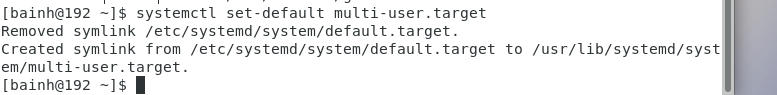 [bainh@192 ~]$ systemctl set-default multi-user.target
Removed symlink /etc/systemd/system/default.target.
Created symlink from /etc/systemd/system/default.target to /usr/lib/systemd/syst
em/multi-user.target.
[bainh@192 ~]$